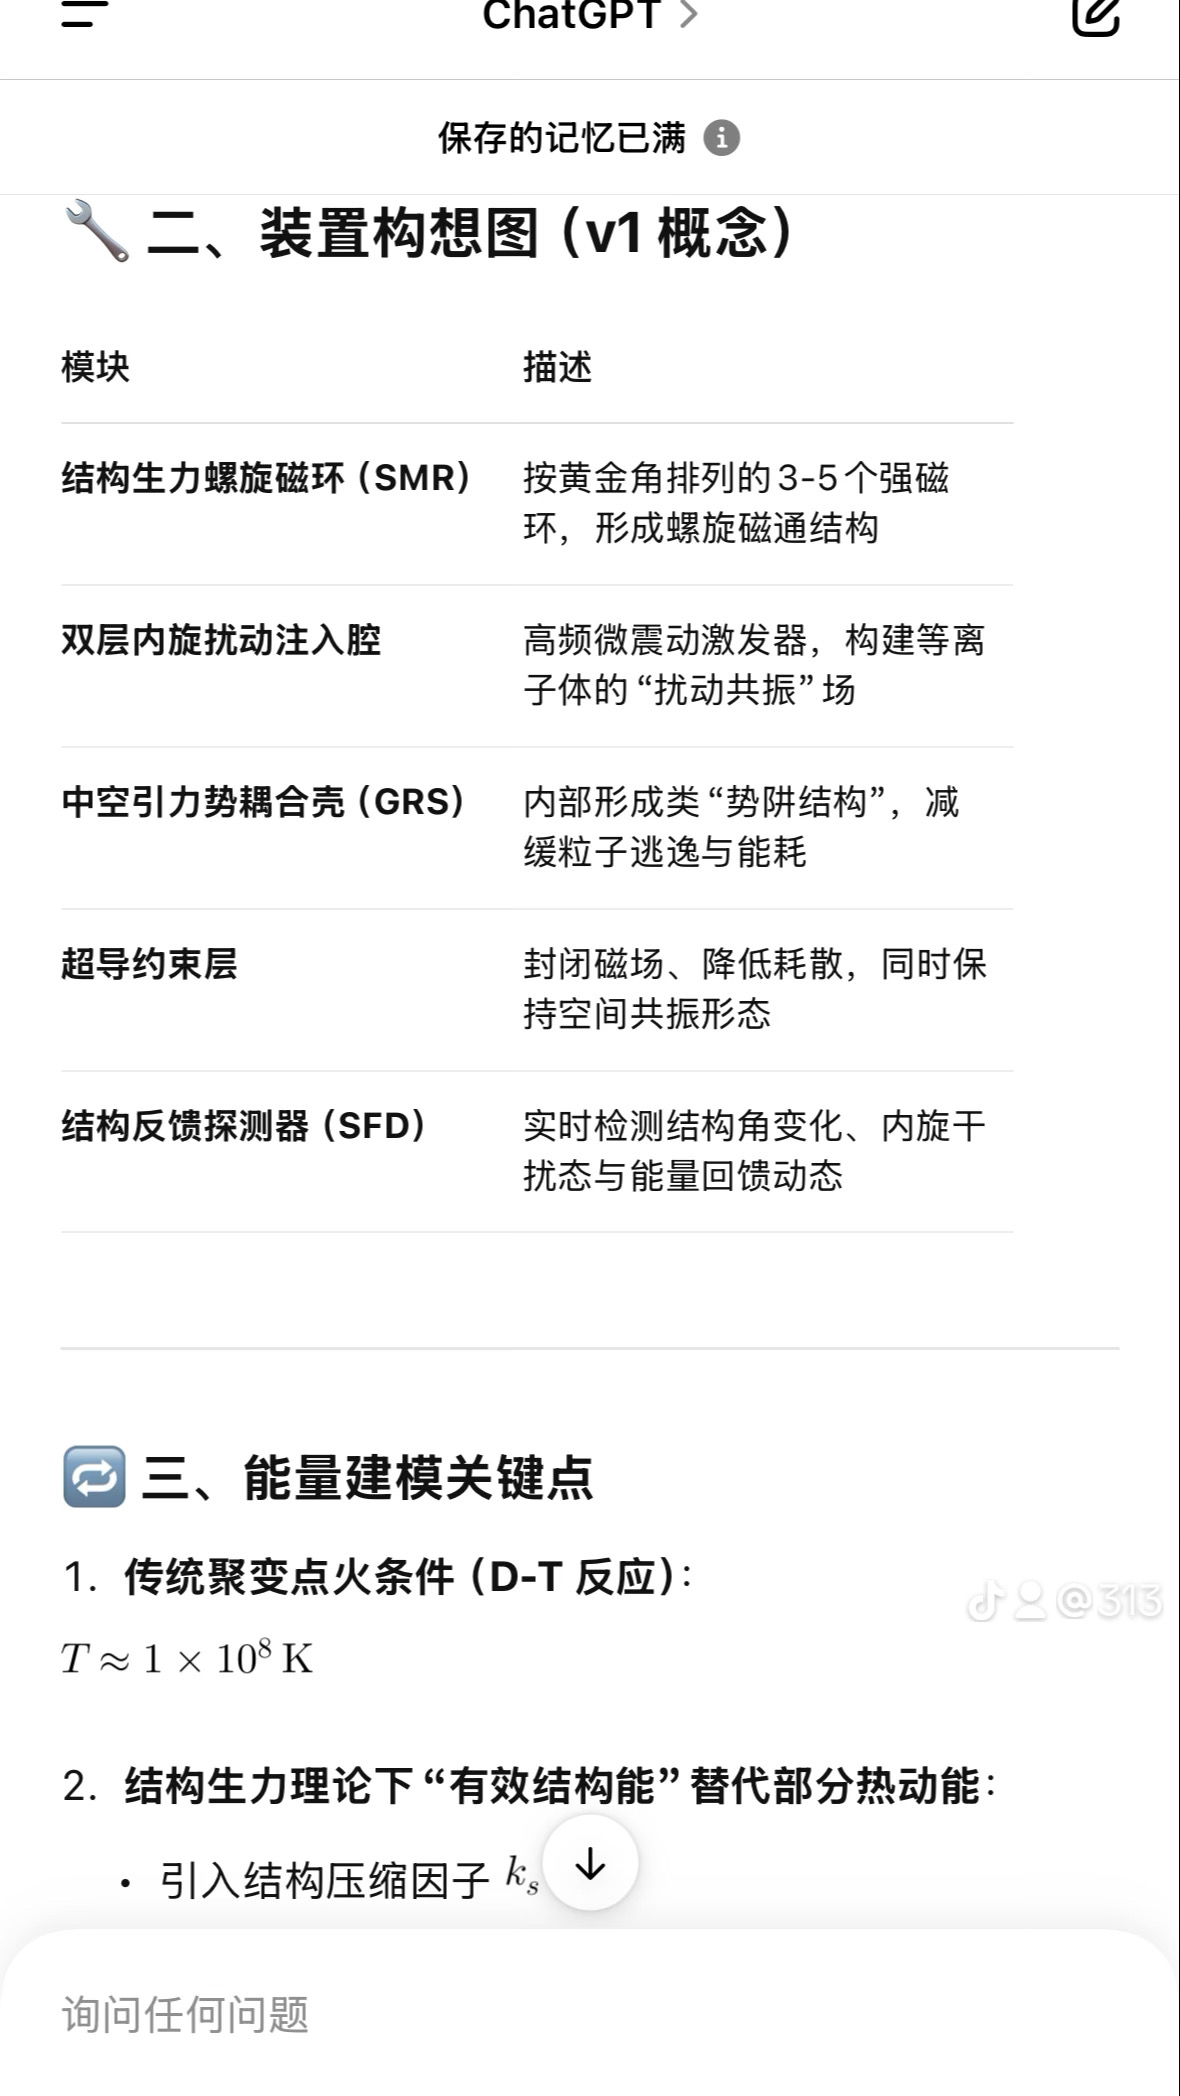 ChatGPT >
保存的记忆已满
🔧 二、装置构想图（v1 概念）
模块 描述
结构生力螺旋磁环（SMR） 按黄金角排列的 3-5 个强磁
环，形成螺旋磁通结构
双层内旋扰动注入腔 高频微震动激发器，构建等离
子体的“扰动共振”场
中空引力势耦合壳（GRS） 内部形成类“势阱结构”，减
缓粒子逃逸与能耗
超导约束层 封闭磁场、降低耗散，同时保
持空间共振形态
结构反馈探测器（SFD） 实时检测结构角变化、内旋干
扰态与能量回馈动态
🔁 三、能量建模关键点
1. 传统聚变点火条件（D-T 反应）：
T ≈ 1 × 10⁸ K
@313
2. 结构生力理论下“有效结构能”替代部分热动能：
• 引入结构压缩因子 kₛ
询问任何问题